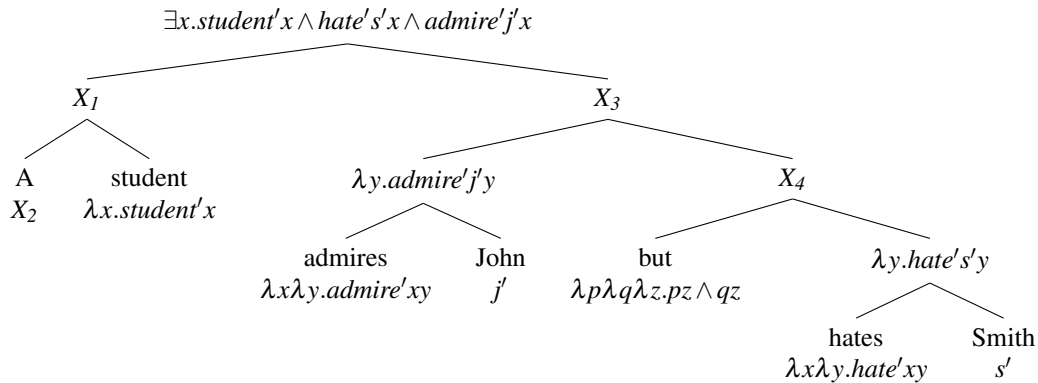 ∃x.student′x ∧ hate′s′x ∧ admire′j′x
X₁ X₃
A student λy.admire′j′y X₄
X₂ λx.student′x
admires John but λy.hate′s′y
λxλy.admire′xy j′ λpλqλz.pz ∧ qz
hates Smith
λxλy.hate′xy s′